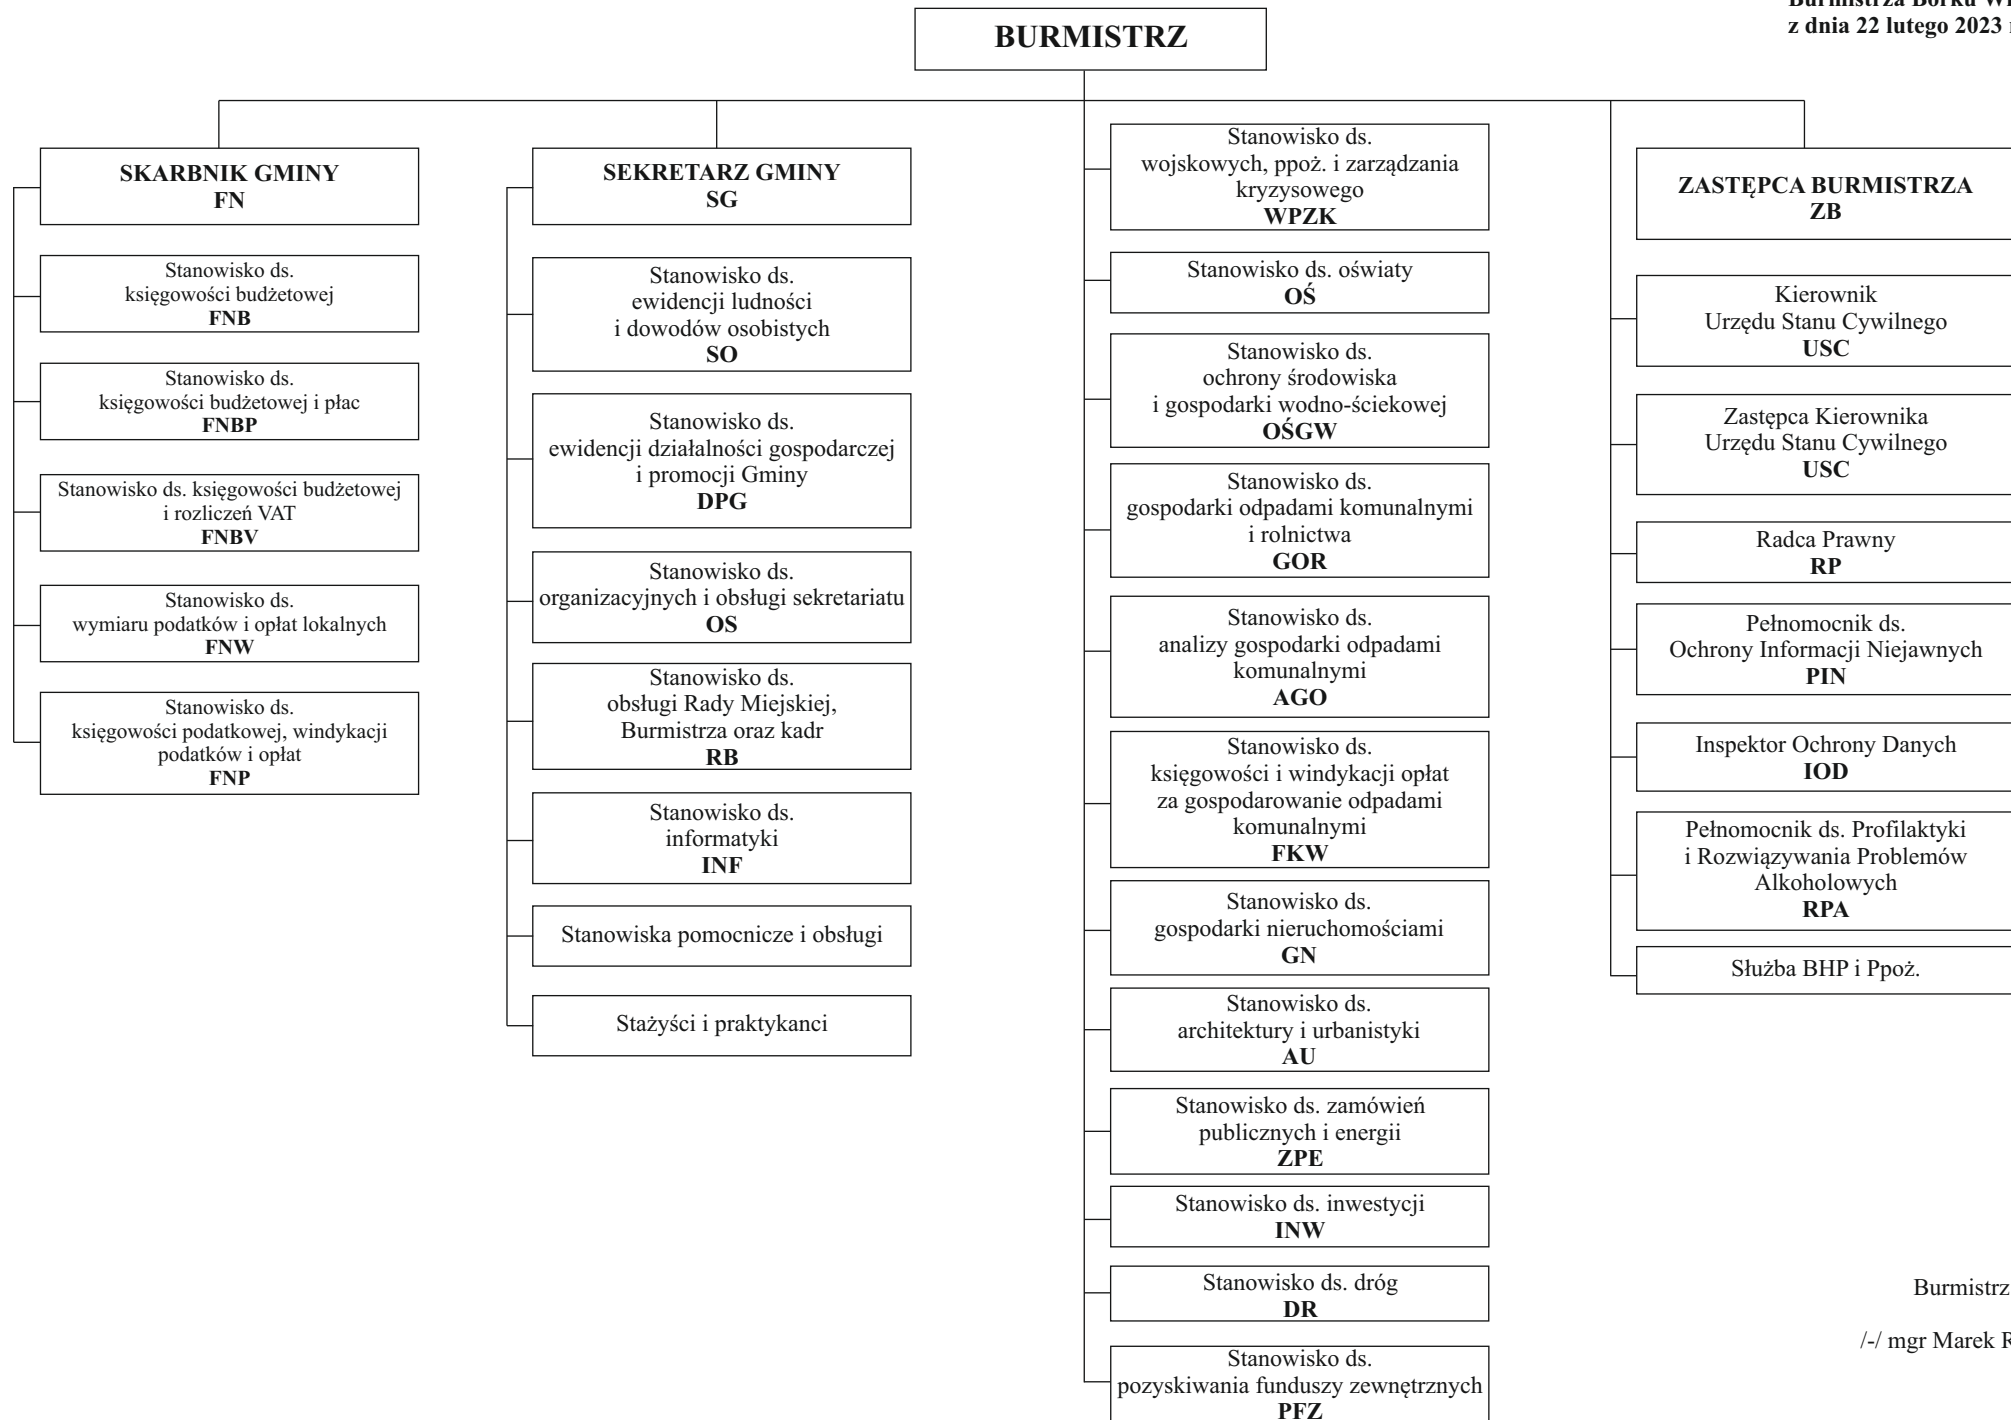 Burmistrza Borku
z dnia 22 lutego 2023
BURMISTRZ
SKARBNIK GMINY
FN
Stanowisko ds.
księgowości budżetowej
FNB
Stanowisko ds.
księgowości budżetowej i płac
FNBP
Stanowisko ds. księgowości budżetowej
i rozliczeń VAT
FNBV
Stanowisko ds.
wymiaru podatków i opłat lokalnych
FNW
Stanowisko ds.
księgowości podatkowej, windykacji
podatków i opłat
FNP
SEKRETARZ GMINY
SG
Stanowisko ds.
ewidencji ludności
i dowodów osobistych
SO
Stanowisko ds.
ewidencji działalności gospodarczej
i promocji Gminy
DPG
Stanowisko ds.
organizacyjnych i obsługi sekretariatu
OS
Stanowisko ds.
obsługi Rady Miejskiej,
Burmistrza oraz kadr
RB
Stanowisko ds.
informatyki
INF
Stanowiska pomocnicze i obsługi
Stażyści i praktykanci
Stanowisko ds.
wojskowych, ppoż. i zarządzania
kryzysowego
WPZK
Stanowisko ds. oświaty
OŚ
Stanowisko ds.
ochrony środowiska
i gospodarki wodno-ściekowej
OŚGW
Stanowisko ds.
gospodarki odpadami komunalnymi
i rolnictwa
GOR
Stanowisko ds.
analizy gospodarki odpadami
komunalnymi
AGO
Stanowisko ds.
księgowości i windykacji opłat
za gospodarowanie odpadami
komunalnymi
FKW
Stanowisko ds.
gospodarki nieruchomościami
GN
Stanowisko ds.
architektury i urbanistyki
AU
Stanowisko ds. zamówień
publicznych i energii
ZPE
Stanowisko ds. inwestycji
INW
Stanowisko ds. dróg
DR
Stanowisko ds.
pozyskiwania funduszy zewnętrznych
PFZ
ZASTĘPCA BURMISTRZA
ZB
Kierownik
Urzędu Stanu Cywilnego
USC
Zastępca Kierownika
Urzędu Stanu Cywilnego
USC
Radca Prawny
RP
Pełnomocnik ds.
Ochrony Informacji Niejawnych
PIN
Inspektor Ochrony Danych
IOD
Pełnomocnik ds. Profilaktyki
i Rozwiązywania Problemów
Alkoholowych
RPA
Służba BHP i Ppoż.
Burmistrz
/-/ mgr Marek R